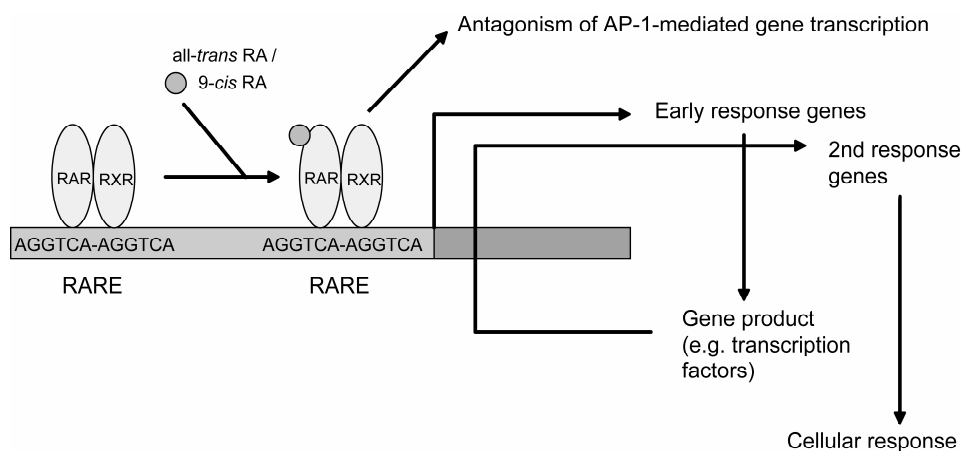 Antagonism of AP-1-mediated gene transcription
all-trans RA /
9-cis RA
Early response genes
2nd response
genes
RAR
RXR
RAR
RXR
AGGTCA-AGGTCA
AGGTCA-AGGTCA
RARE
RARE
Gene product
(e.g. transcription
factors)
Cellular response